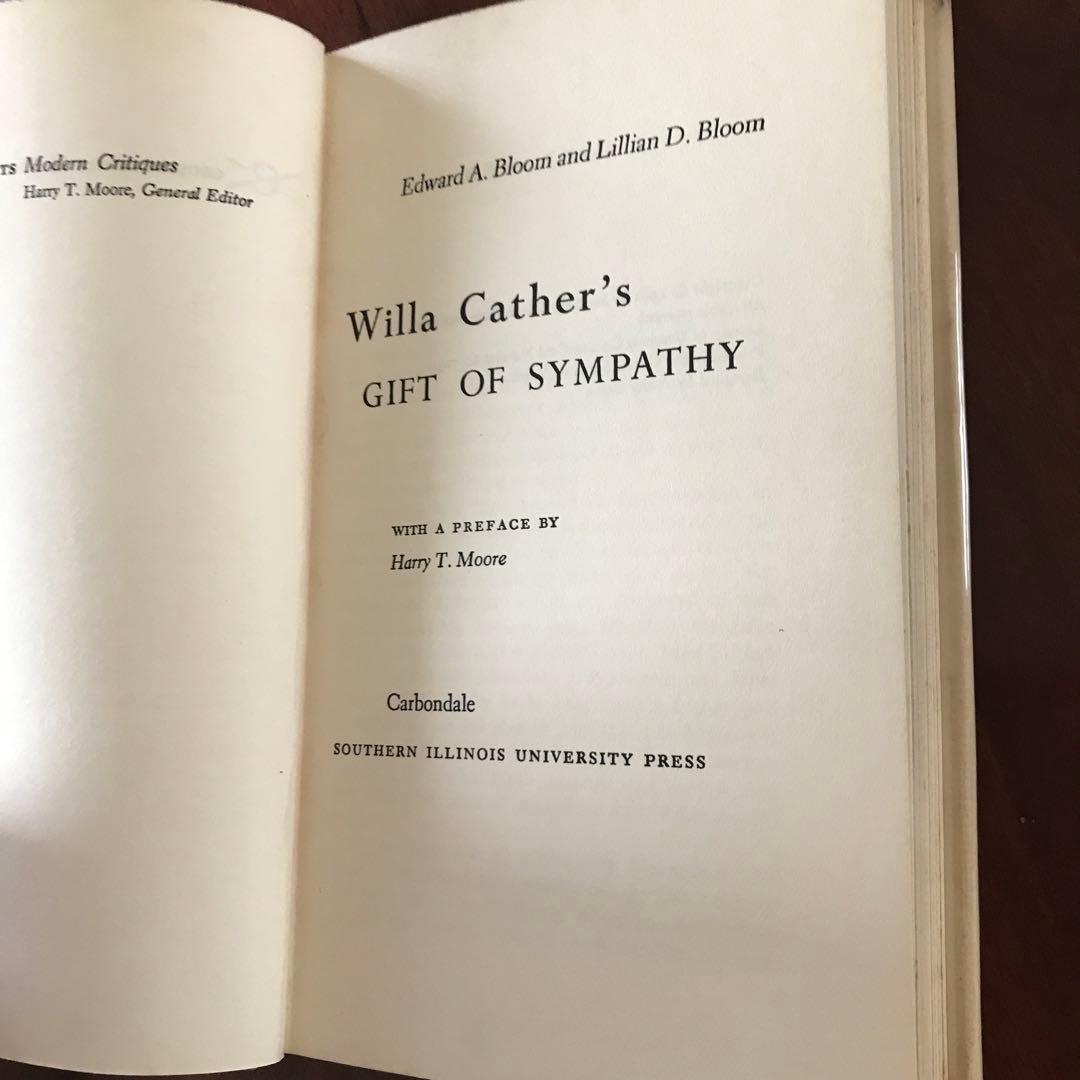 Modern Critiques
Harry T. Moore, General Editor
Edward A. Bloom and Lillian D. Bloom
Willa Cather's
GIFT OF SYMPATHY
WITH A PREFACE BY
Harry T. Moore
Carbondale
SOUTHERN ILLINOIS UNIVERSITY PRESS